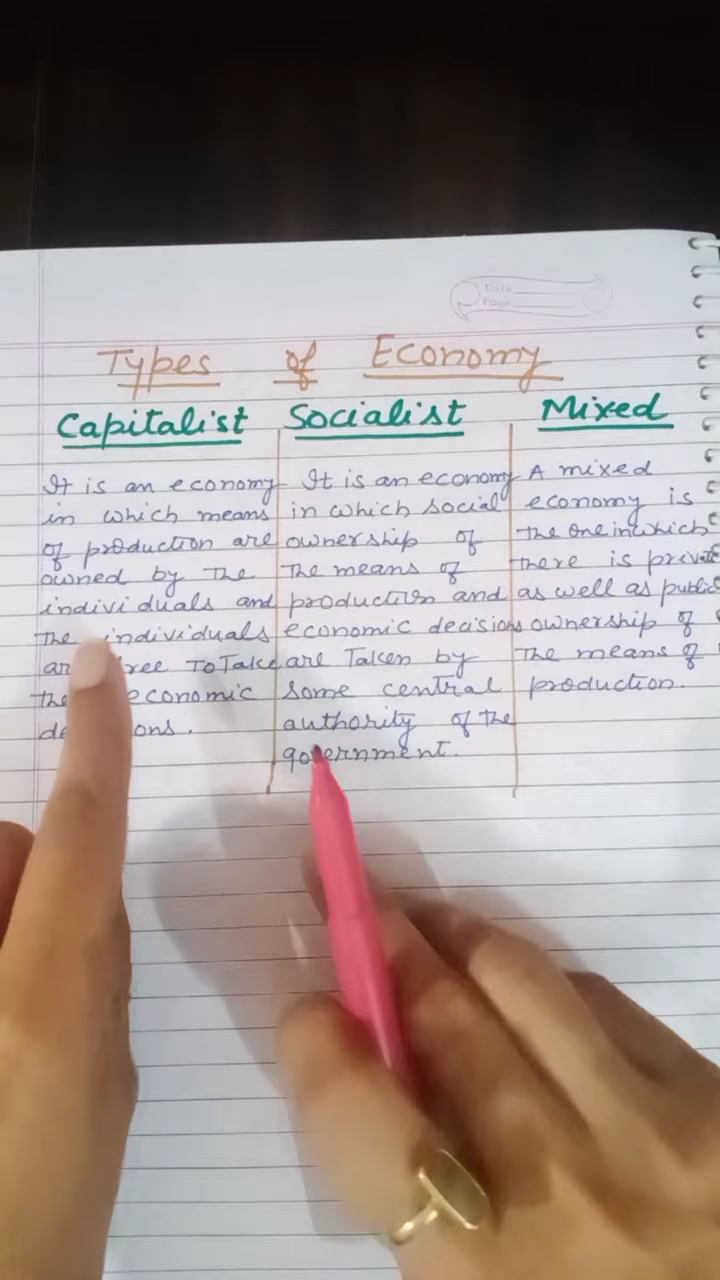 Date
Page
Types of Economy
Capitalist
It is an economy
in which means
of production are
owned by the
individuals and
the individuals
free to take
economic
Socialist
It is an economy
in which social
ownership of
the means of
production and
economic decisions
are taken by
some central
authority of the
government.
Mixed
A mixed
economy is
the one in which
there is private
as well as public
ownership of
the means of
production.